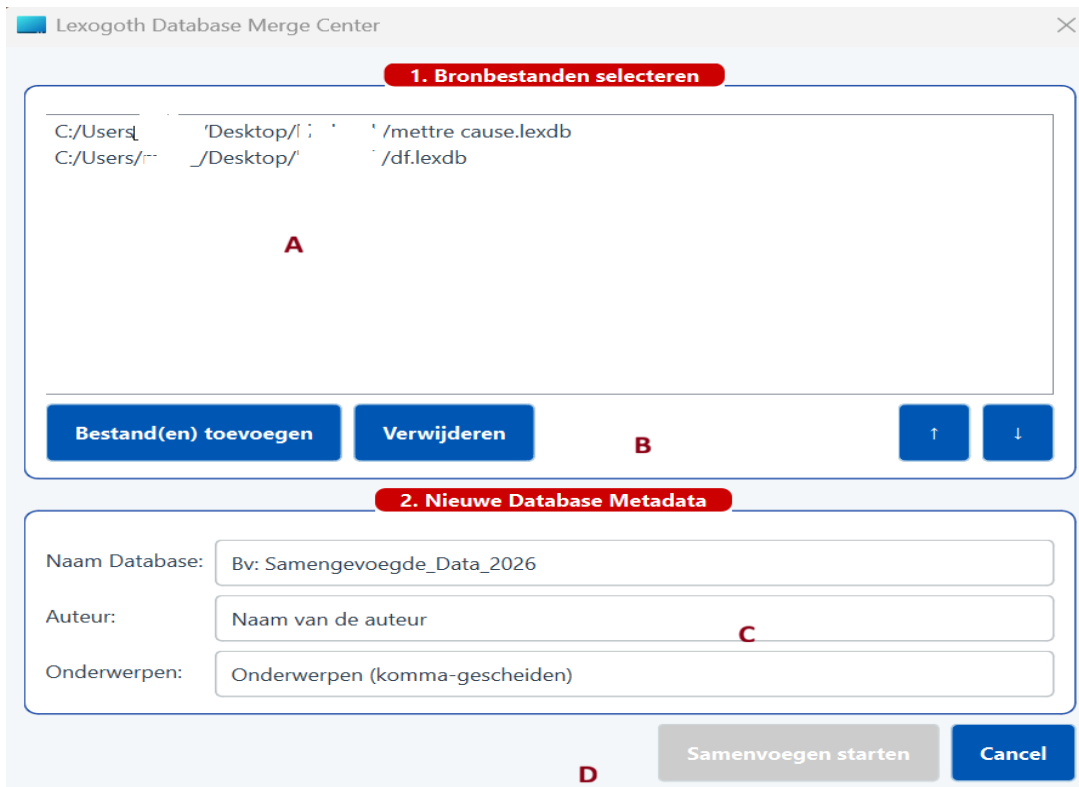 Lexogoth Database Merge Center
1. Bronbestanden selecteren
C:/Users /Desktop/ /mettre cause.lexdb
C:/Users/ _/Desktop/ /df.lexdb
A
Bestand(en) toevoegen
Verwijderen
B
↑
↓
2. Nieuwe Database Metadata
Naam Database:
Bv: Samengevoegde_Data_2026
Auteur:
Naam van de auteur
C
Onderwerpen:
Onderwerpen (komma-gescheiden)
Samenvoegen starten
Cancel
D